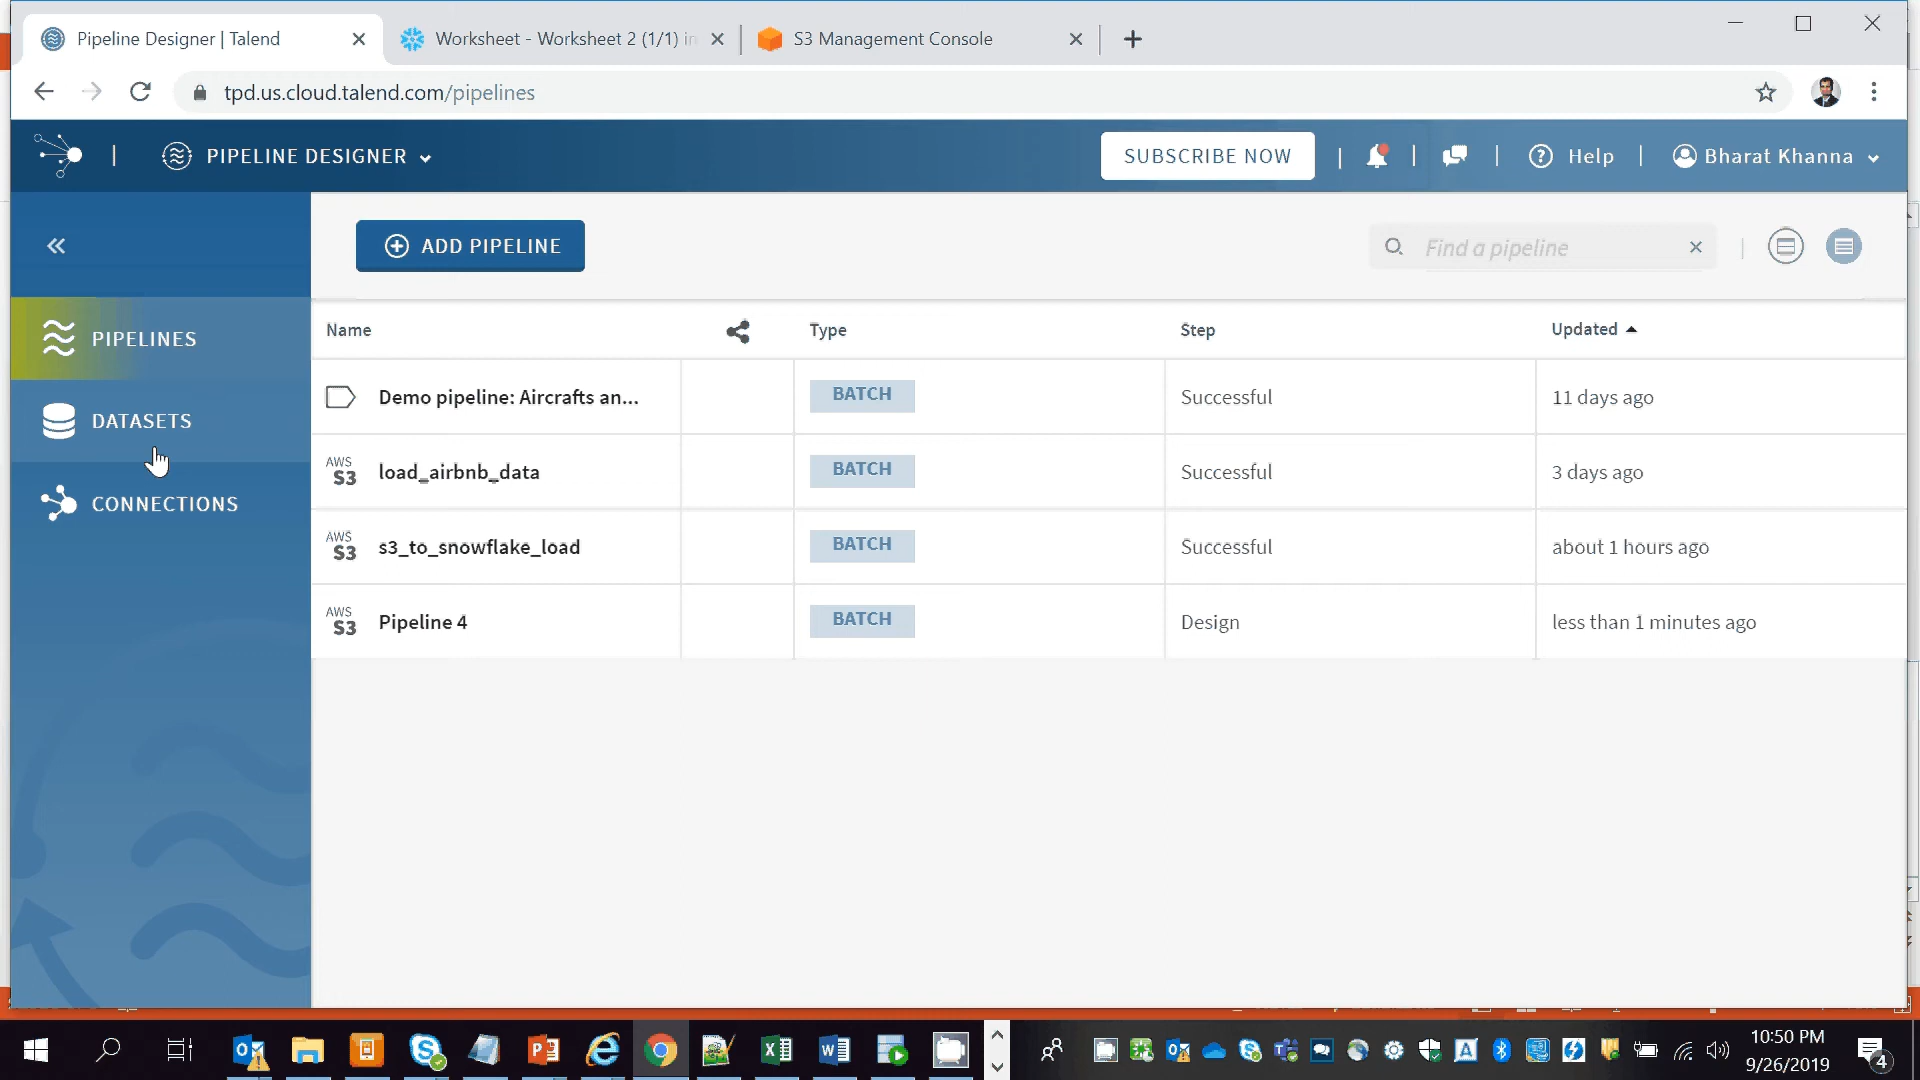 Pipeline Designer | Talend
Worksheet - Worksheet 2 (1/1) in
S3 Management Console
tpd.us.cloud.talend.com/pipelines
PIPELINE DESIGNER
SUBSCRIBE NOW
Help
Bharat Khanna
ADD PIPELINE
Find a pipeline
PIPELINES
DATASETS
CONNECTIONS
Name Type Step Updated
Demo pipeline: Aircrafts an... BATCH Successful 11 days ago
AWS S3 load_airbnb_data BATCH Successful 3 days ago
AWS S3 s3_to_snowflake_load BATCH Successful about 1 hours ago
AWS S3 Pipeline 4 BATCH Design less than 1 minutes ago
10:50 PM
9/26/2019
4